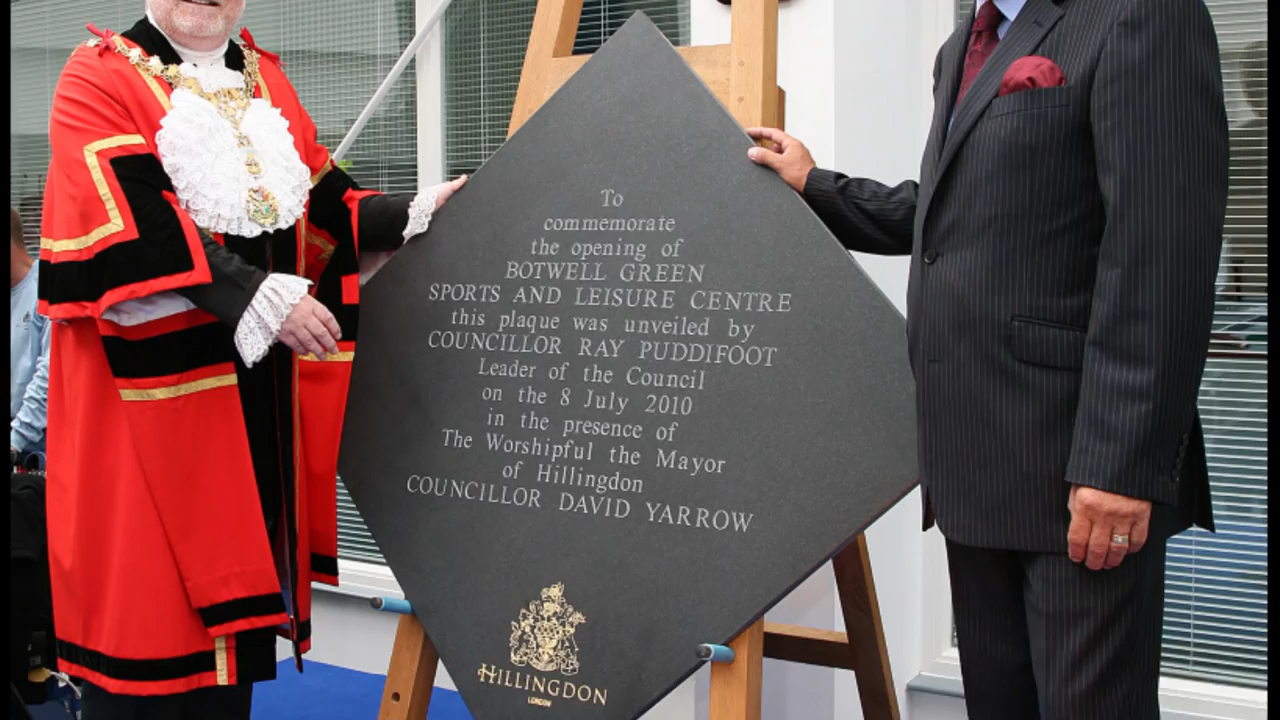 To
commemorate
the opening of
BOTWELL GREEN
SPORTS AND LEISURE CENTRE
this plaque was unveiled by
COUNCILLOR RAY PUDDIFOOT
Leader of the Council
on the 8 July 2010
in the presence of
The Worshipful the Mayor
of Hillingdon
COUNCILLOR DAVID YARROW
HILLINGDON
LONDON